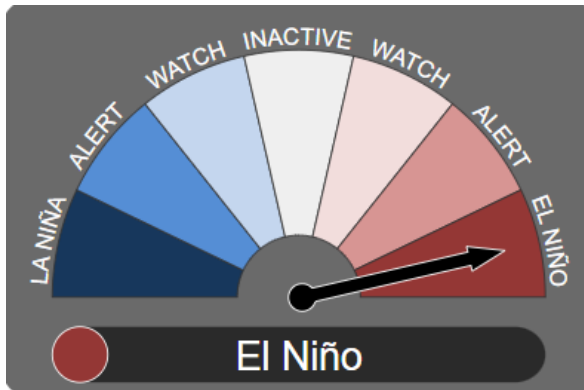 LA NIÑA
ALERT
WATCH
INACTIVE
WATCH
ALERT
EL NIÑO
El Niño